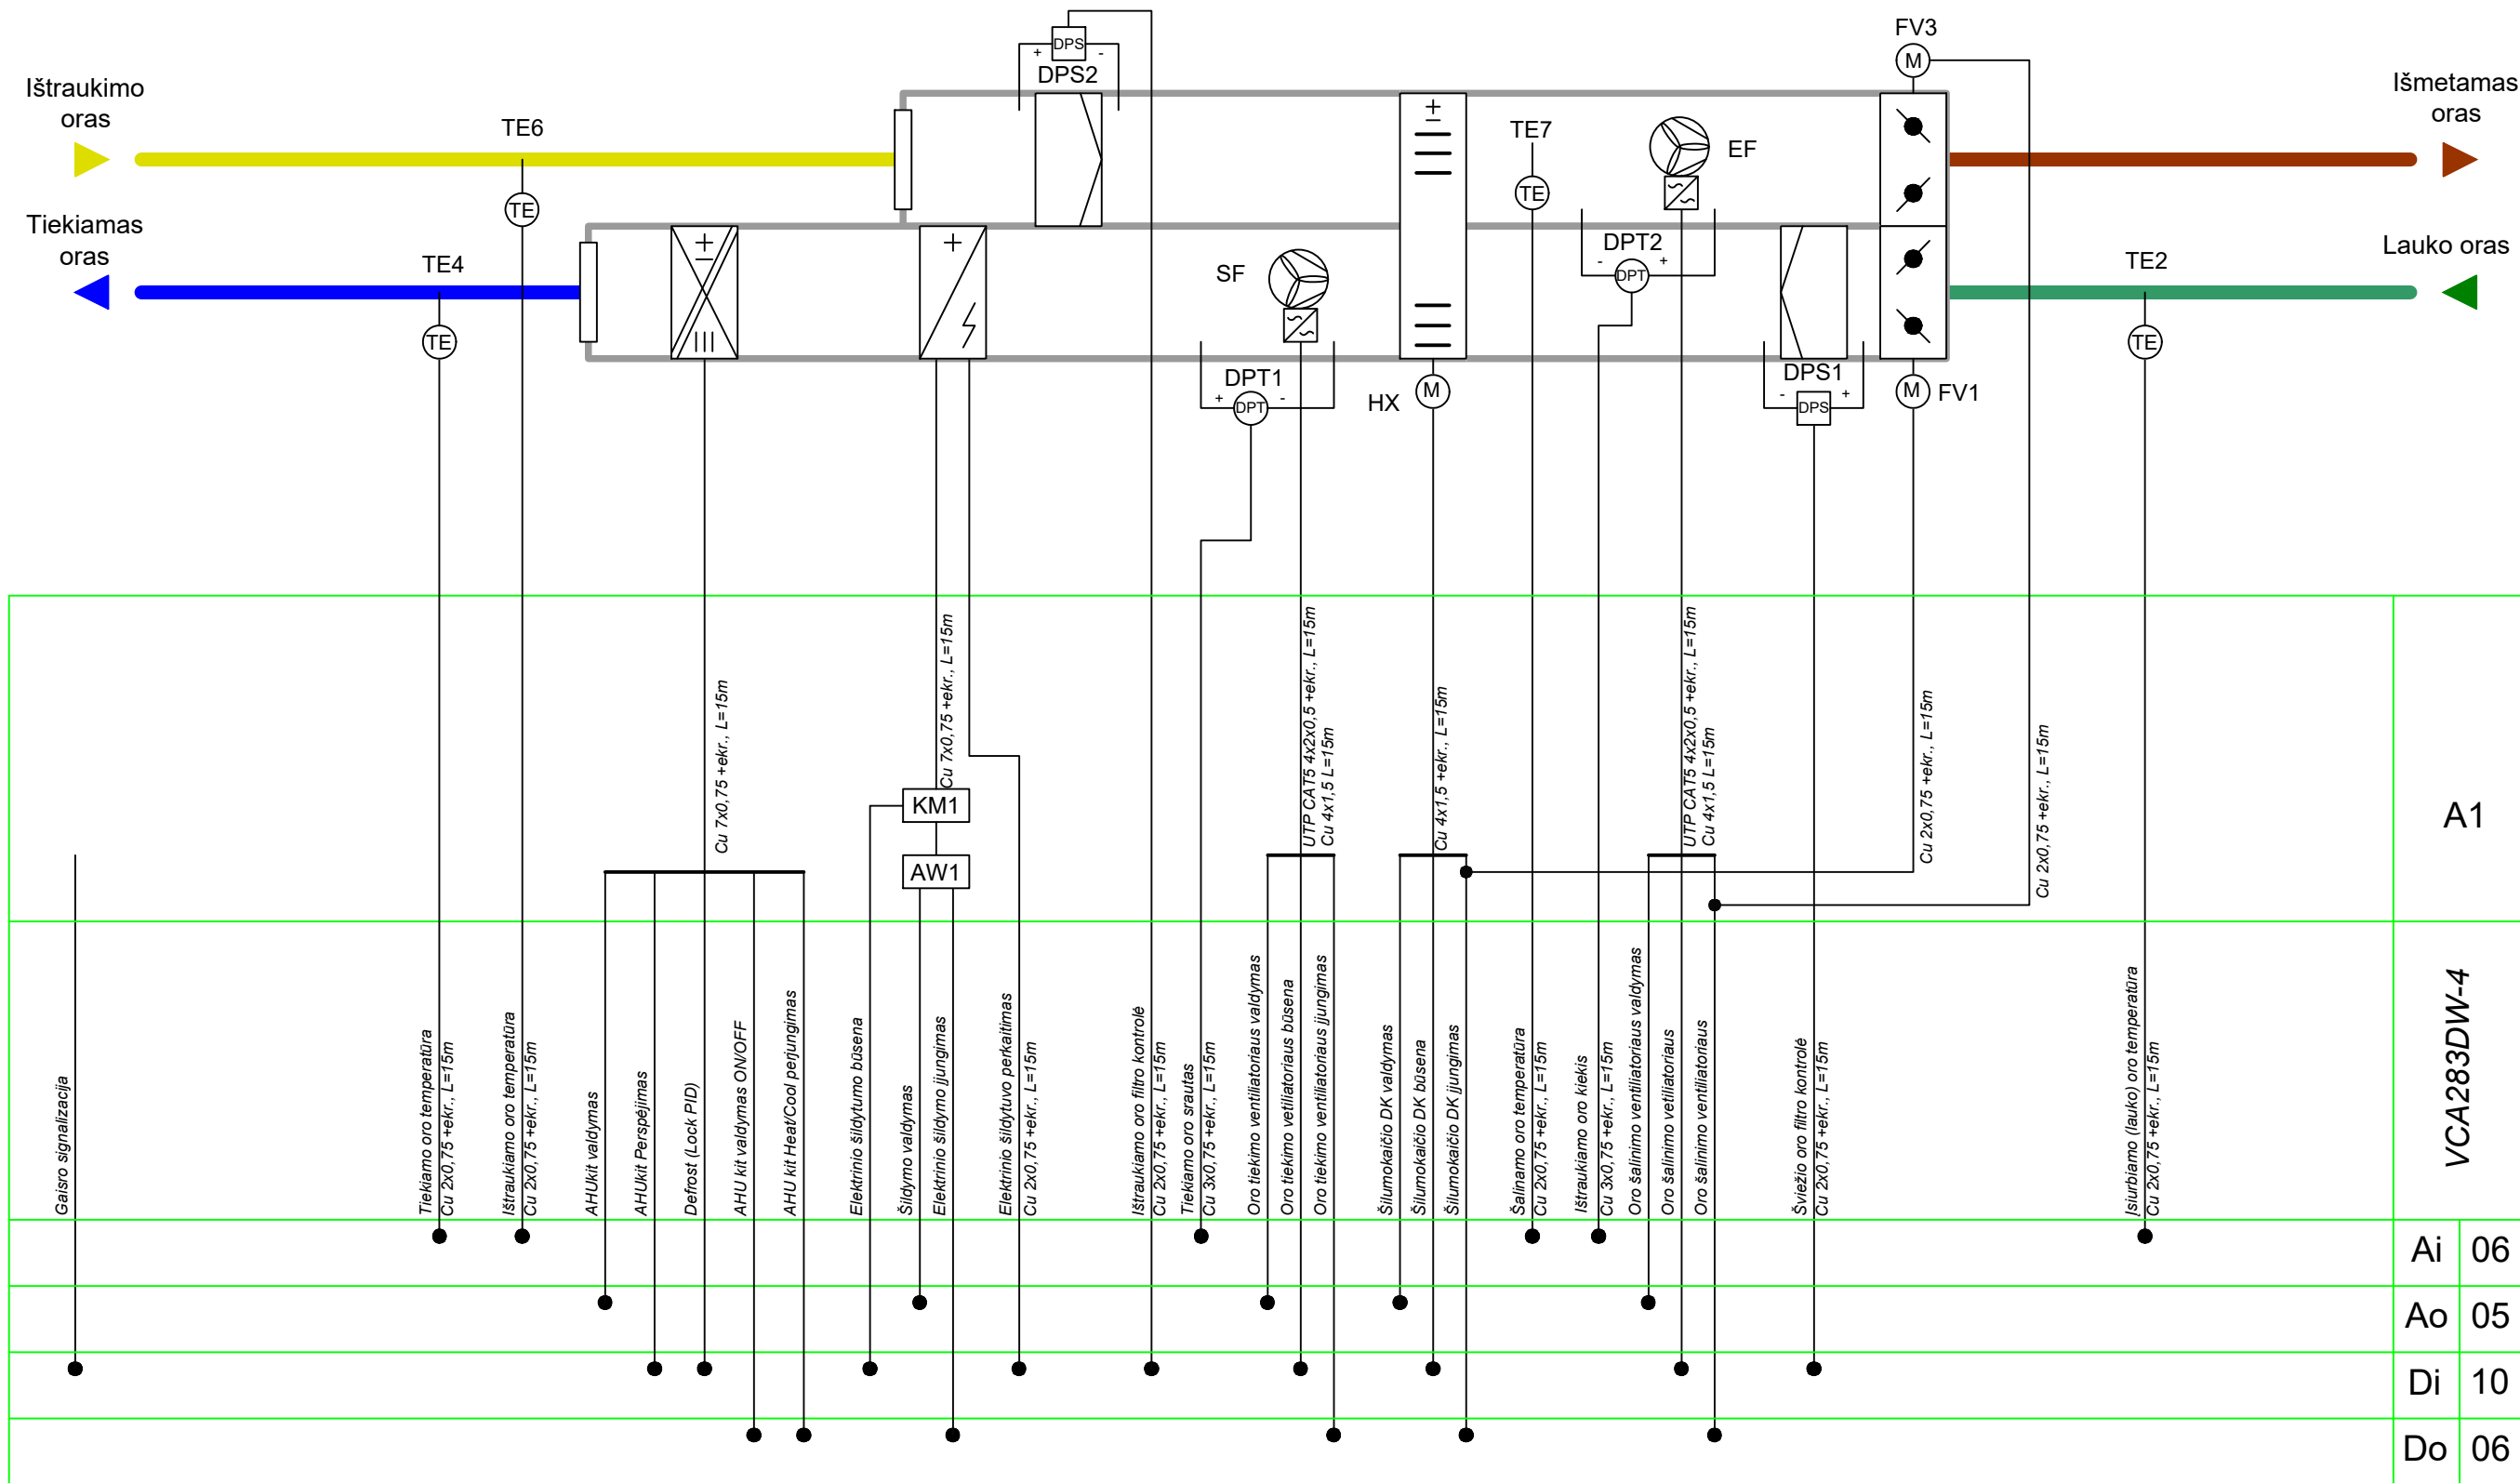 FV3
DPS
+
-
DPS2
Ištraukimo
oras
Išmetamas
oras
TE6
TE
±
TE7
TE
EF
M
Tiekiamas
oras
TE4
TE
±
+
SF
DPT2
-
+
DPT
Lauko oras
TE2
TE
DPT1
+
-
DPT
HX
M
DPS1
-
+
DPS
M
FV1
Cu 7x0,75 +ekr., L=15m
Cu 7x0,75 +ekr., L=15m
KM1
AW1
UTP CAT5 4x2x0,5 +ekr., L=15m
Cu 4x1,5 L=15m
Cu 4x1,5 +ekr., L=15m
UTP CAT5 4x2x0,5 +ekr., L=15m
Cu 4x1,5 L=15m
Cu 2x0,75 +ekr., L=15m
Cu 2x0,75 +ekr., L=15m
A1
Gaisro signalizacija
Tiekiamo oro temperatūra
Cu 2x0,75 +ekr., L=15m
Ištraukiamo oro temperatūra
Cu 2x0,75 +ekr., L=15m
AHUkit valdymas
AHUkit Perspėjimas
Defrost (Lock PID)
AHU kit valdymas ON/OFF
AHU kit Heat/Cool perjungimas
Elektrinio šildytumo būsena
Šildymo valdymas
Elektrinio šildymo įjungimas
Elektrinio šildytuvo perkaitimas
Cu 2x0,75 +ekr., L=15m
Ištraukiamo oro filtro kontrolė
Cu 2x0,75 +ekr., L=15m
Tiekiamo oro srautas
Cu 3x0,75 +ekr., L=15m
Oro tiekimo ventiliatoriaus valdymas
Oro tiekimo vetiiliatoriaus būsena
Oro tiekimo ventiliatoriaus įjungimas
Šilumokaičio DK valdymas
Šilumokaičio DK būsena
Šilumokaičio DK įjungimas
Šalinamo oro temperatūra
Cu 2x0,75 +ekr., L=15m
Ištraukiamo oro kiekis
Cu 3x0,75 +ekr., L=15m
Oro šalinimo ventiliatoriaus valdymas
Oro šalinimo vetiliatoriaus
Oro šalinimo ventiliatoriaus
Šviežio oro filtro kontrolė
Cu 2x0,75 +ekr., L=15m
Įsiurbiamo (lauko) oro temperatūra
Cu 2x0,75 +ekr., L=15m
VCA283DW-4
Ai 06
Ao 05
Di 10
Do 06